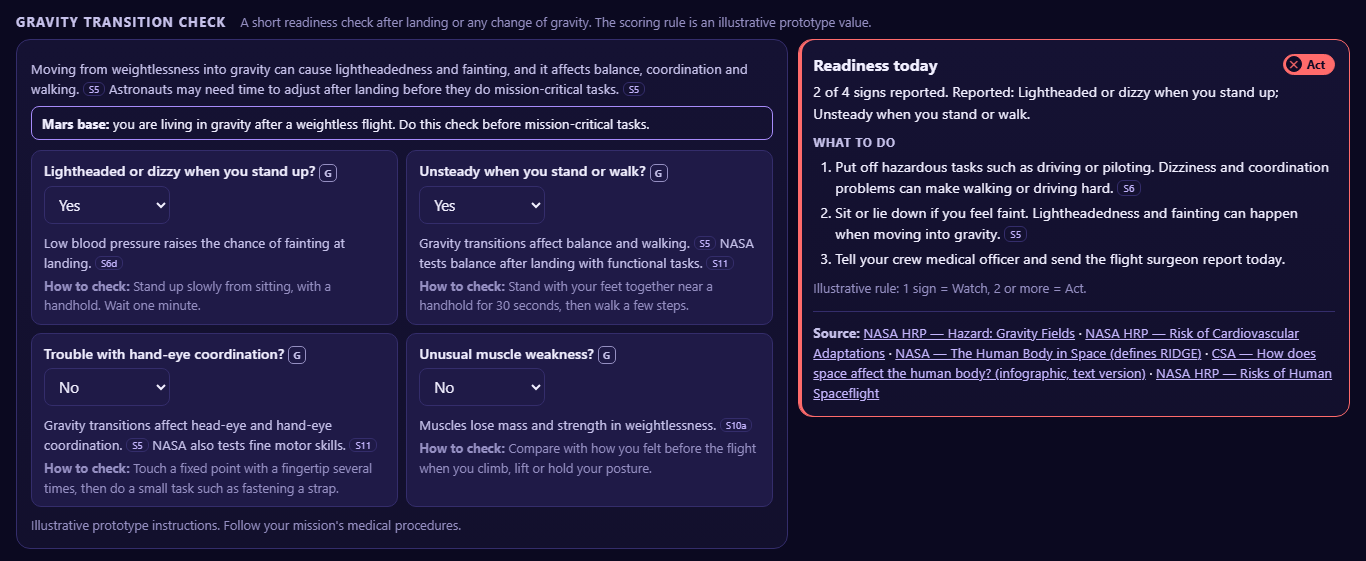 GRAVITY TRANSITION CHECK A short readiness check after landing or any change of gravity. The scoring rule is an illustrative prototype value.
Moving from weightlessness into gravity can cause lightheadedness and fainting, and it affects balance, coordination and
walking. S5 Astronauts may need time to adjust after landing before they do mission-critical tasks. S5
Mars base: you are living in gravity after a weightless flight. Do this check before mission-critical tasks.
Lightheaded or dizzy when you stand up? G
Yes
Low blood pressure raises the chance of fainting at
landing. S6d
How to check: Stand up slowly from sitting, with a
handhold. Wait one minute.
Unsteady when you stand or walk? G
Yes
Gravity transitions affect balance and walking. S5 NASA
tests balance after landing with functional tasks. S11
How to check: Stand with your feet together near a
handhold for 30 seconds, then walk a few steps.
Trouble with hand-eye coordination? G
No
Gravity transitions affect head-eye and hand-eye
coordination. S5 NASA also tests fine motor skills. S11
How to check: Touch a fixed point with a fingertip several
times, then do a small task such as fastening a strap.
Unusual muscle weakness? G
No
Muscles lose mass and strength in weightlessness. S10a
How to check: Compare with how you felt before the flight
when you climb, lift or hold your posture.
Illustrative prototype instructions. Follow your mission's medical procedures.
Readiness today
Act
2 of 4 signs reported. Reported: Lightheaded or dizzy when you stand up;
Unsteady when you stand or walk.
WHAT TO DO
1. Put off hazardous tasks such as driving or piloting. Dizziness and coordination
problems can make walking or driving hard. S6
2. Sit or lie down if you feel faint. Lightheadedness and fainting can happen
when moving into gravity. S5
3. Tell your crew medical officer and send the flight surgeon report today.
Illustrative rule: 1 sign = Watch, 2 or more = Act.
Source: NASA HRP — Hazard: Gravity Fields · NASA HRP — Risk of Cardiovascular
Adaptations · NASA — The Human Body in Space (defines RIDGE) · CSA — How does
space affect the human body? (infographic, text version) · NASA HRP — Risks of Human
Spaceflight